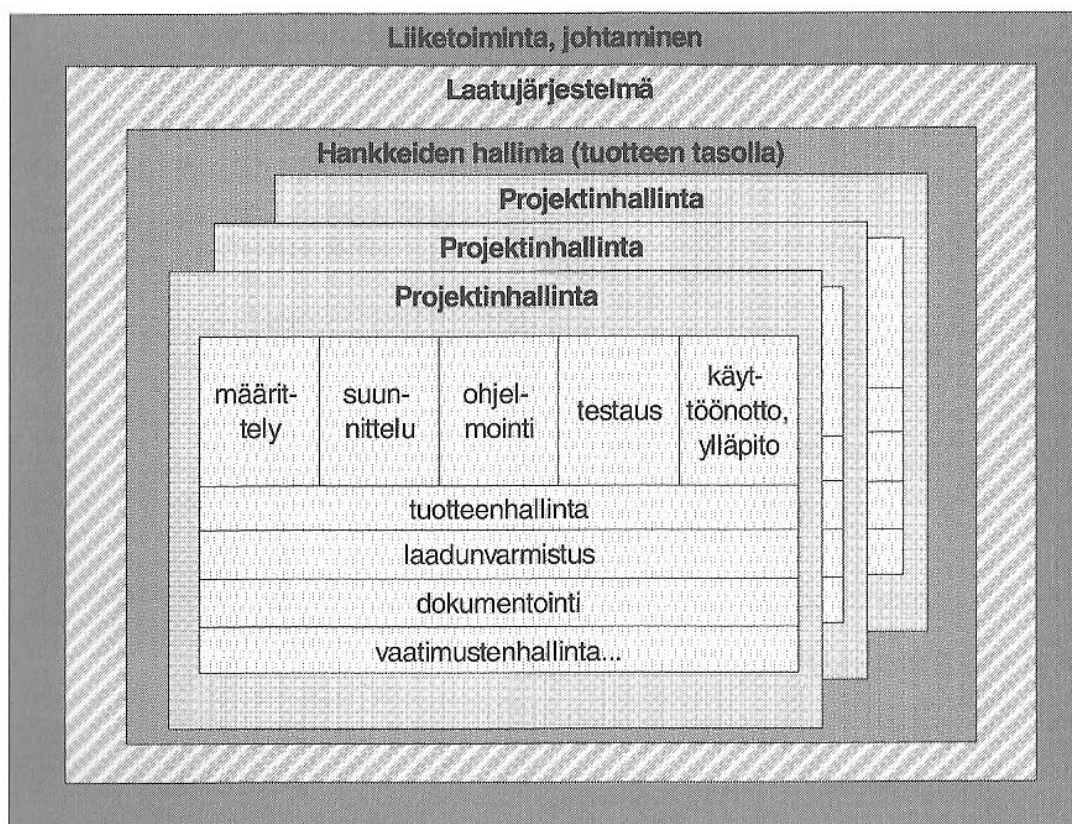 Liiketoiminta, johtaminen
Laatujärjestelmä
Hankkeiden hallinta (tuotteen tasolla)
Projektinhallinta
Projektinhallinta
Projektinhallinta
määrit-
tely
suun-
nittelu
ohjel-
mointi
testaus
käyt-
töönotto,
ylläpito
tuotteenhallinta
laadunvarmistus
dokumentointi
vaatimustenhallinta...